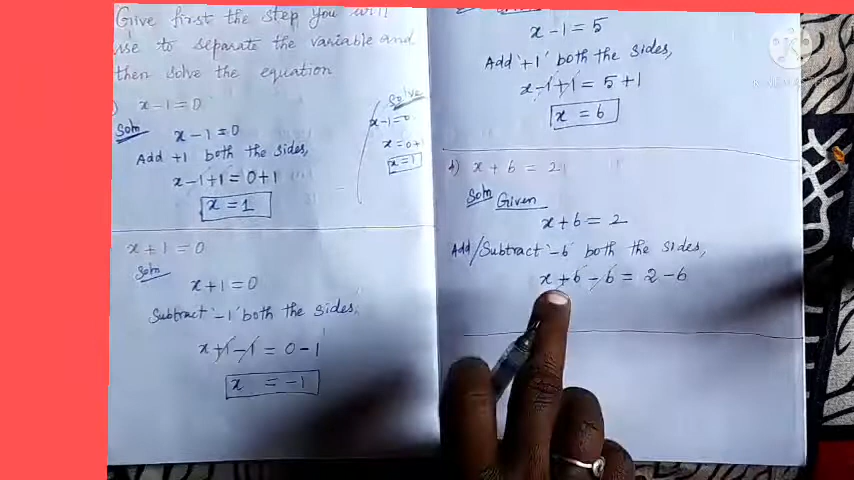 Give first the step you will
use to separate the variable and
then solve the equation
) x-1=0
Soln
x-1=0
Add +1 both the sides,
x-1+1=0+1
x=1
Solve
x-1=0
x=0+1
x=1
x+1=0
Soln
x+1=0
Subtract '-1' both the sides,
x+1-1=0-1
x = -1
x-1=5
Add '+1' both the sides,
x-1+1=5+1
x=6
d) x+6=2
Soln Given
x+6=2
Add/Subtract '-6' both the sides,
x+6-6=2-6
KINEMASTER